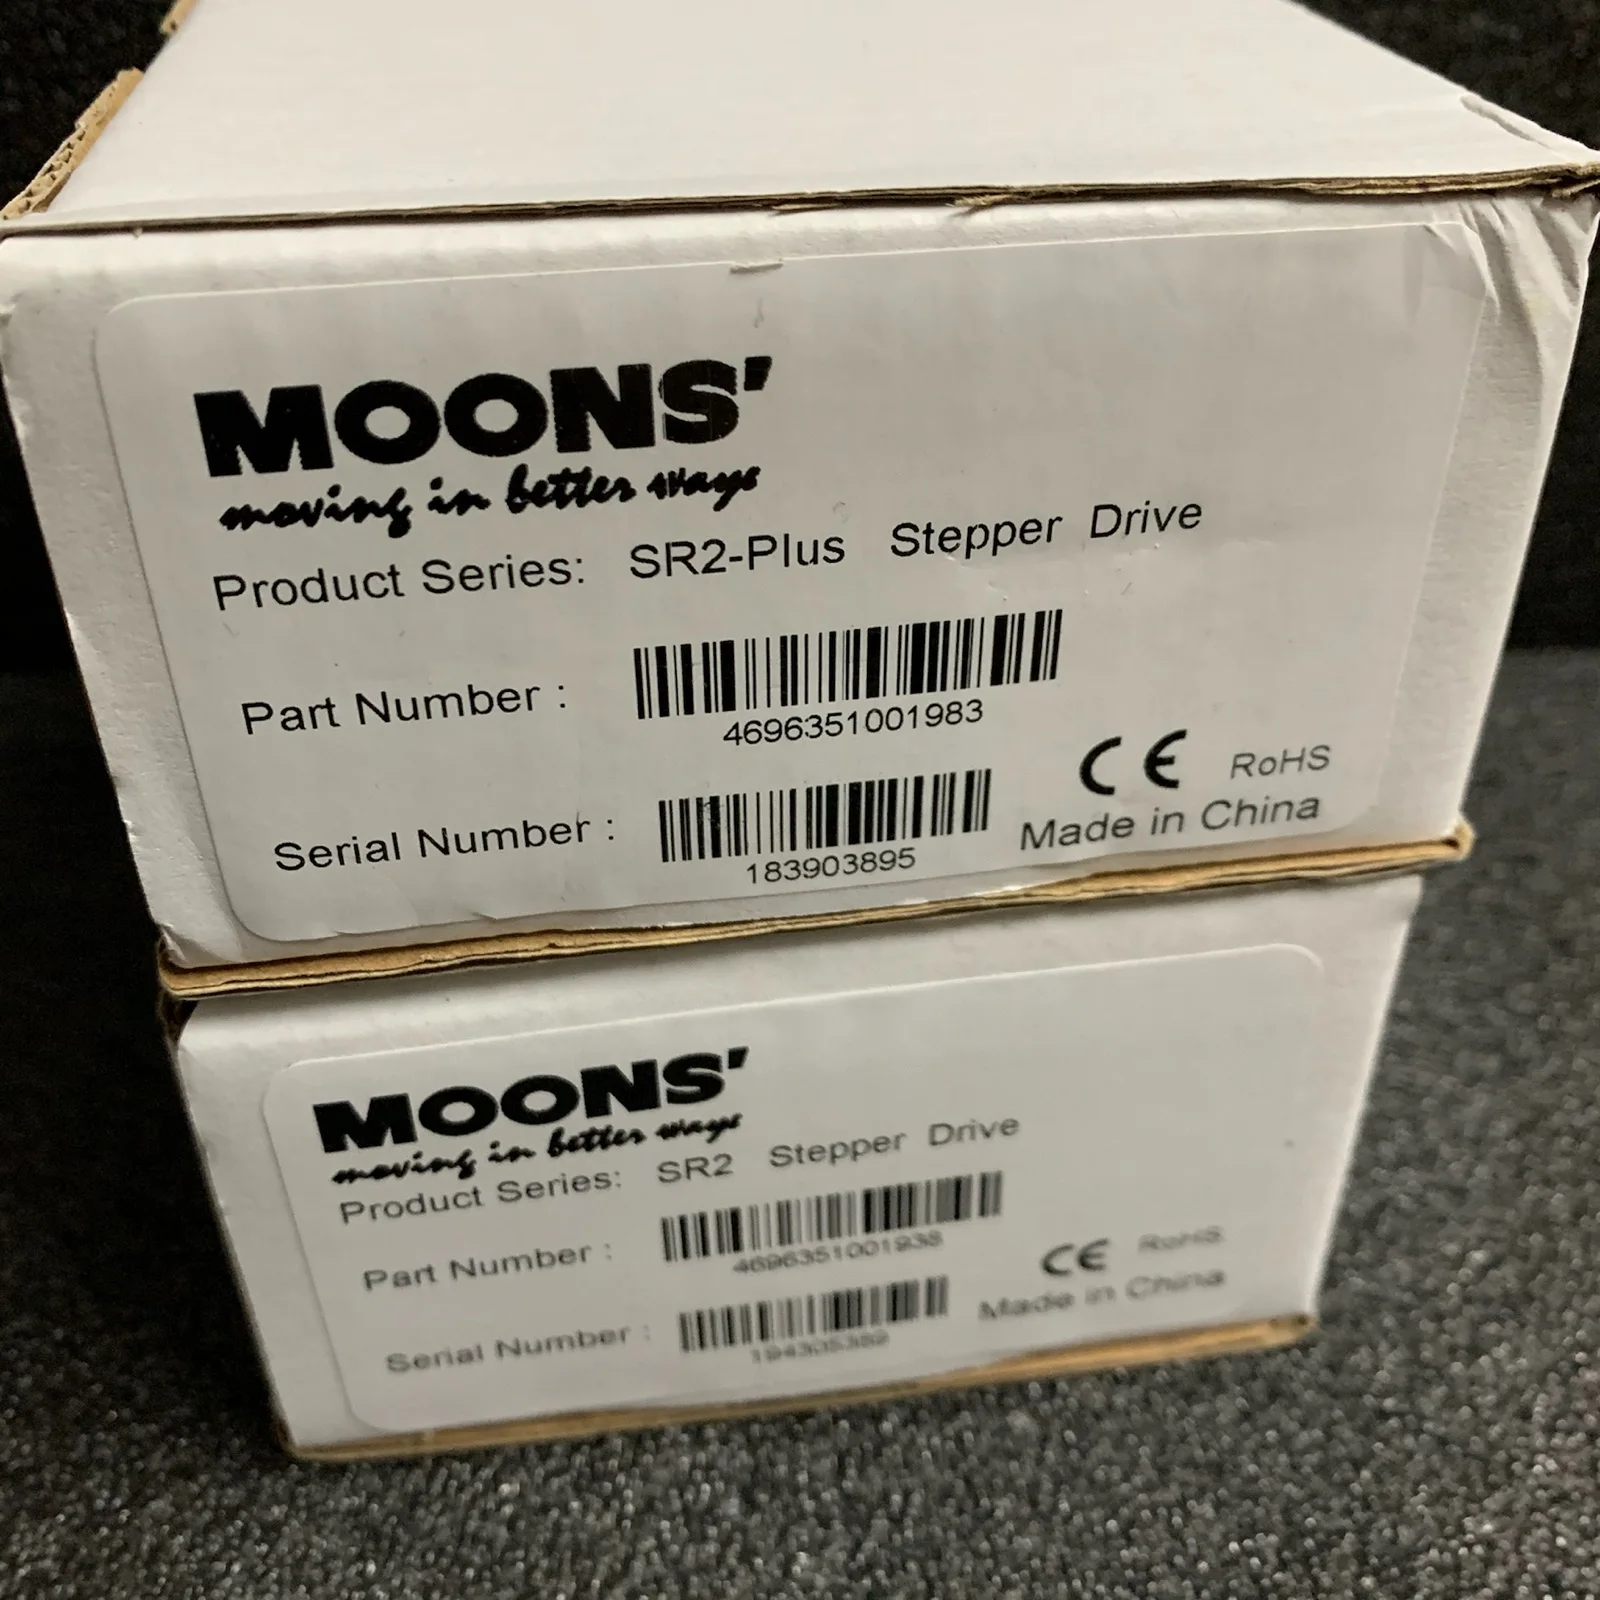 MOONS'
moving in better ways
Product Series: SR2-Plus Stepper Drive
Part Number :
4696351001983
Serial Number :
183903895
CE RoHS
Made in China
MOONS'
moving in better ways
Product Series: SR2 Stepper Drive
Part Number :
4696351001938
Serial Number :
CE RoHS
Made in China